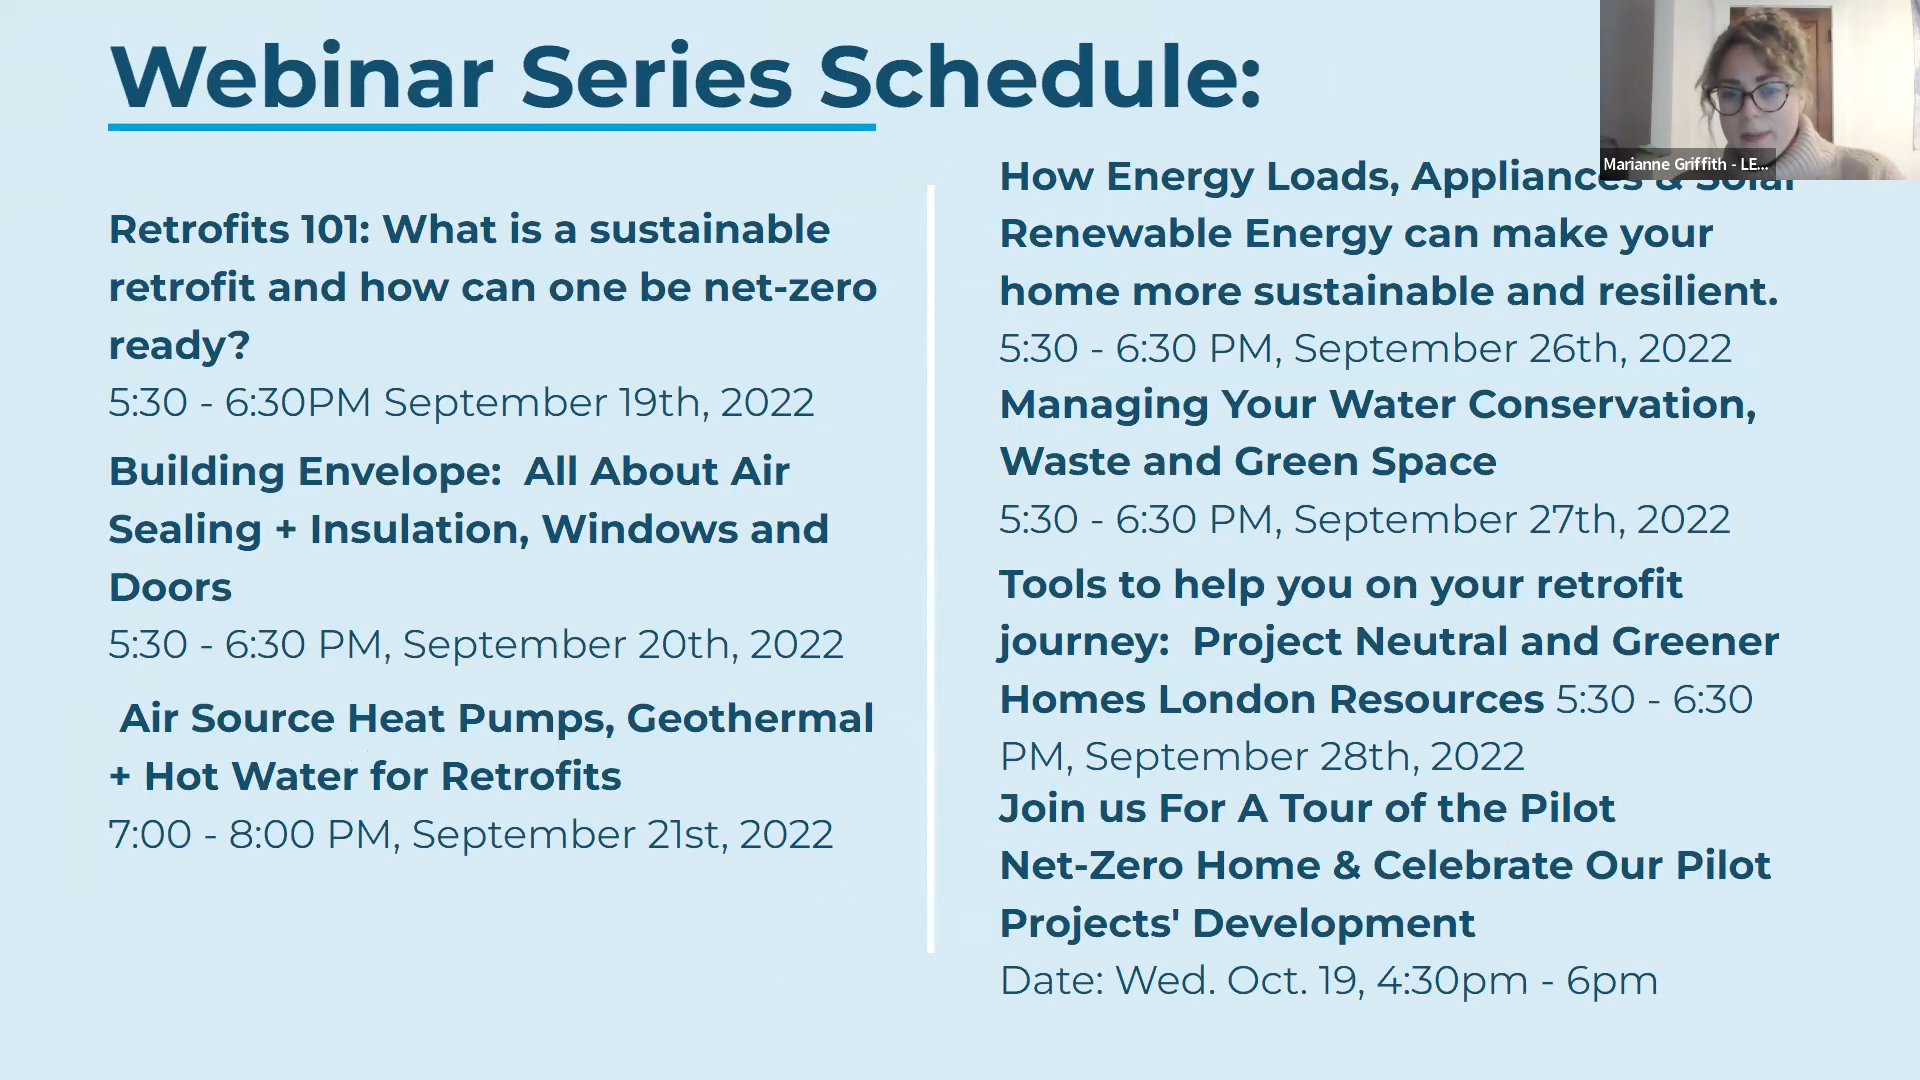 Webinar Series Schedule:
Retrofits 101: What is a sustainable
retrofit and how can one be net-zero
ready?
5:30 - 6:30PM September 19th, 2022
Building Envelope:  All About Air
Sealing + Insulation, Windows and
Doors
5:30 - 6:30 PM, September 20th, 2022
Air Source Heat Pumps, Geothermal
+ Hot Water for Retrofits
7:00 - 8:00 PM, September 21st, 2022
How Energy Loads, Appliances & Solar
Renewable Energy can make your
home more sustainable and resilient.
5:30 - 6:30 PM, September 26th, 2022
Managing Your Water Conservation,
Waste and Green Space
5:30 - 6:30 PM, September 27th, 2022
Tools to help you on your retrofit
journey:  Project Neutral and Greener
Homes London Resources 5:30 - 6:30
PM, September 28th, 2022
Join us For A Tour of the Pilot
Net-Zero Home & Celebrate Our Pilot
Projects' Development
Date: Wed. Oct. 19, 4:30pm - 6pm
Marianne Griffith - LE...